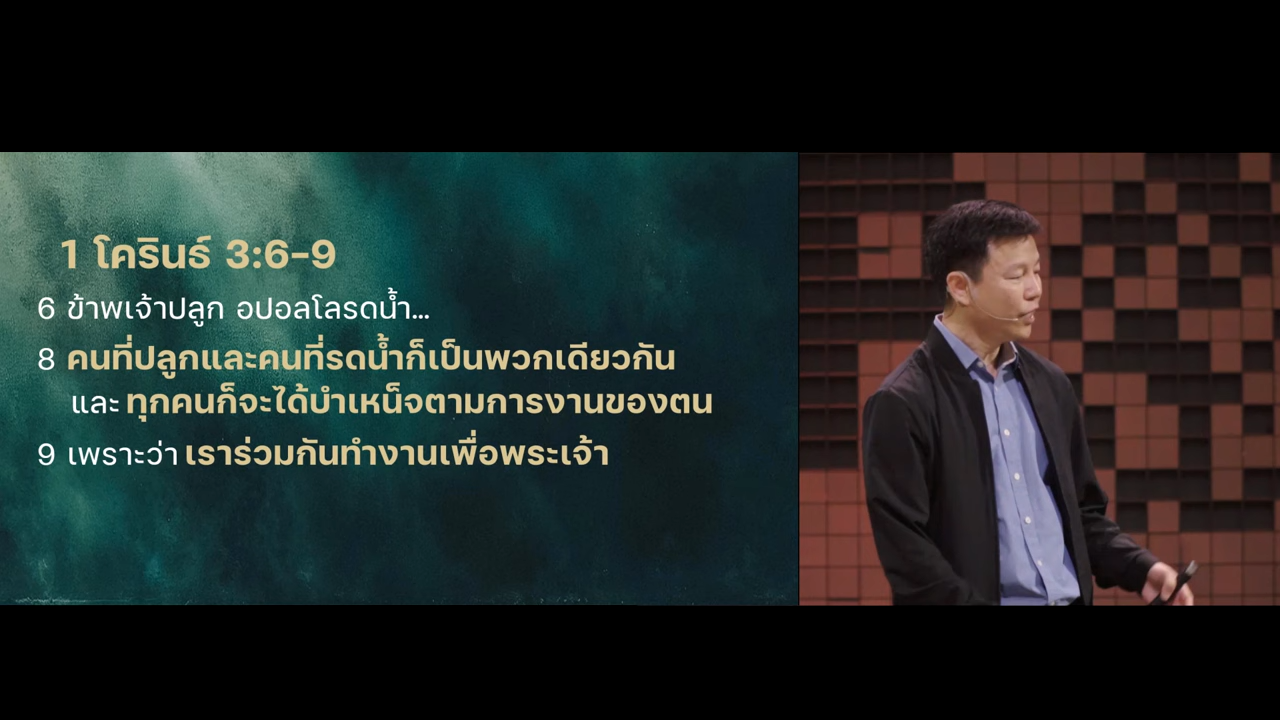 1 โครินธ์ 3:6-9
6 ข้าพเจ้าปลูก อปอลโลรดน้ำ...
8 คนที่ปลูกและคนที่รดน้ำก็เป็นพวกเดียวกัน
และ ทุกคนก็จะได้บำเหน็จตามการงานของตน
9 เพราะว่า เราร่วมกันทำงานเพื่อพระเจ้า